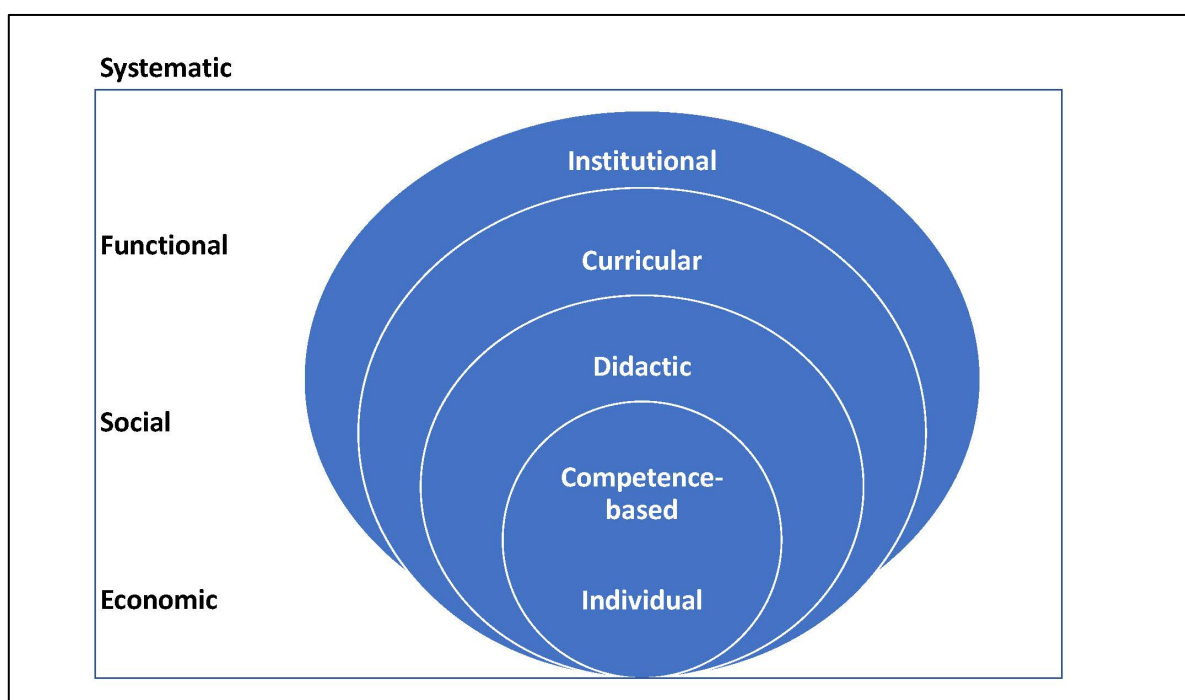 Systematic
Institutional
Functional
Curricular
Didactic
Social
Competence-
based
Economic
Individual